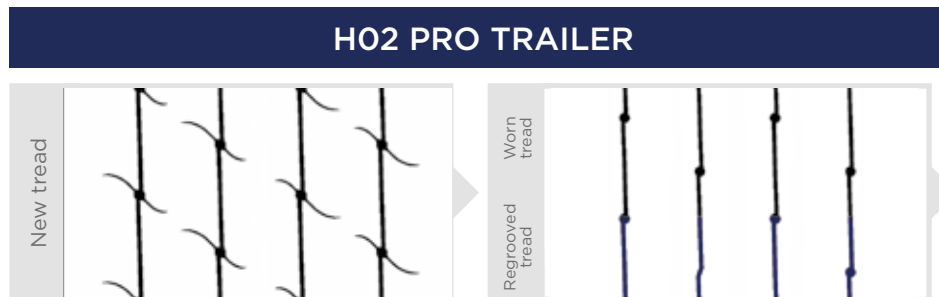 H02 PRO TRAILER
New tread
Worn
tread
Regrooved
tread